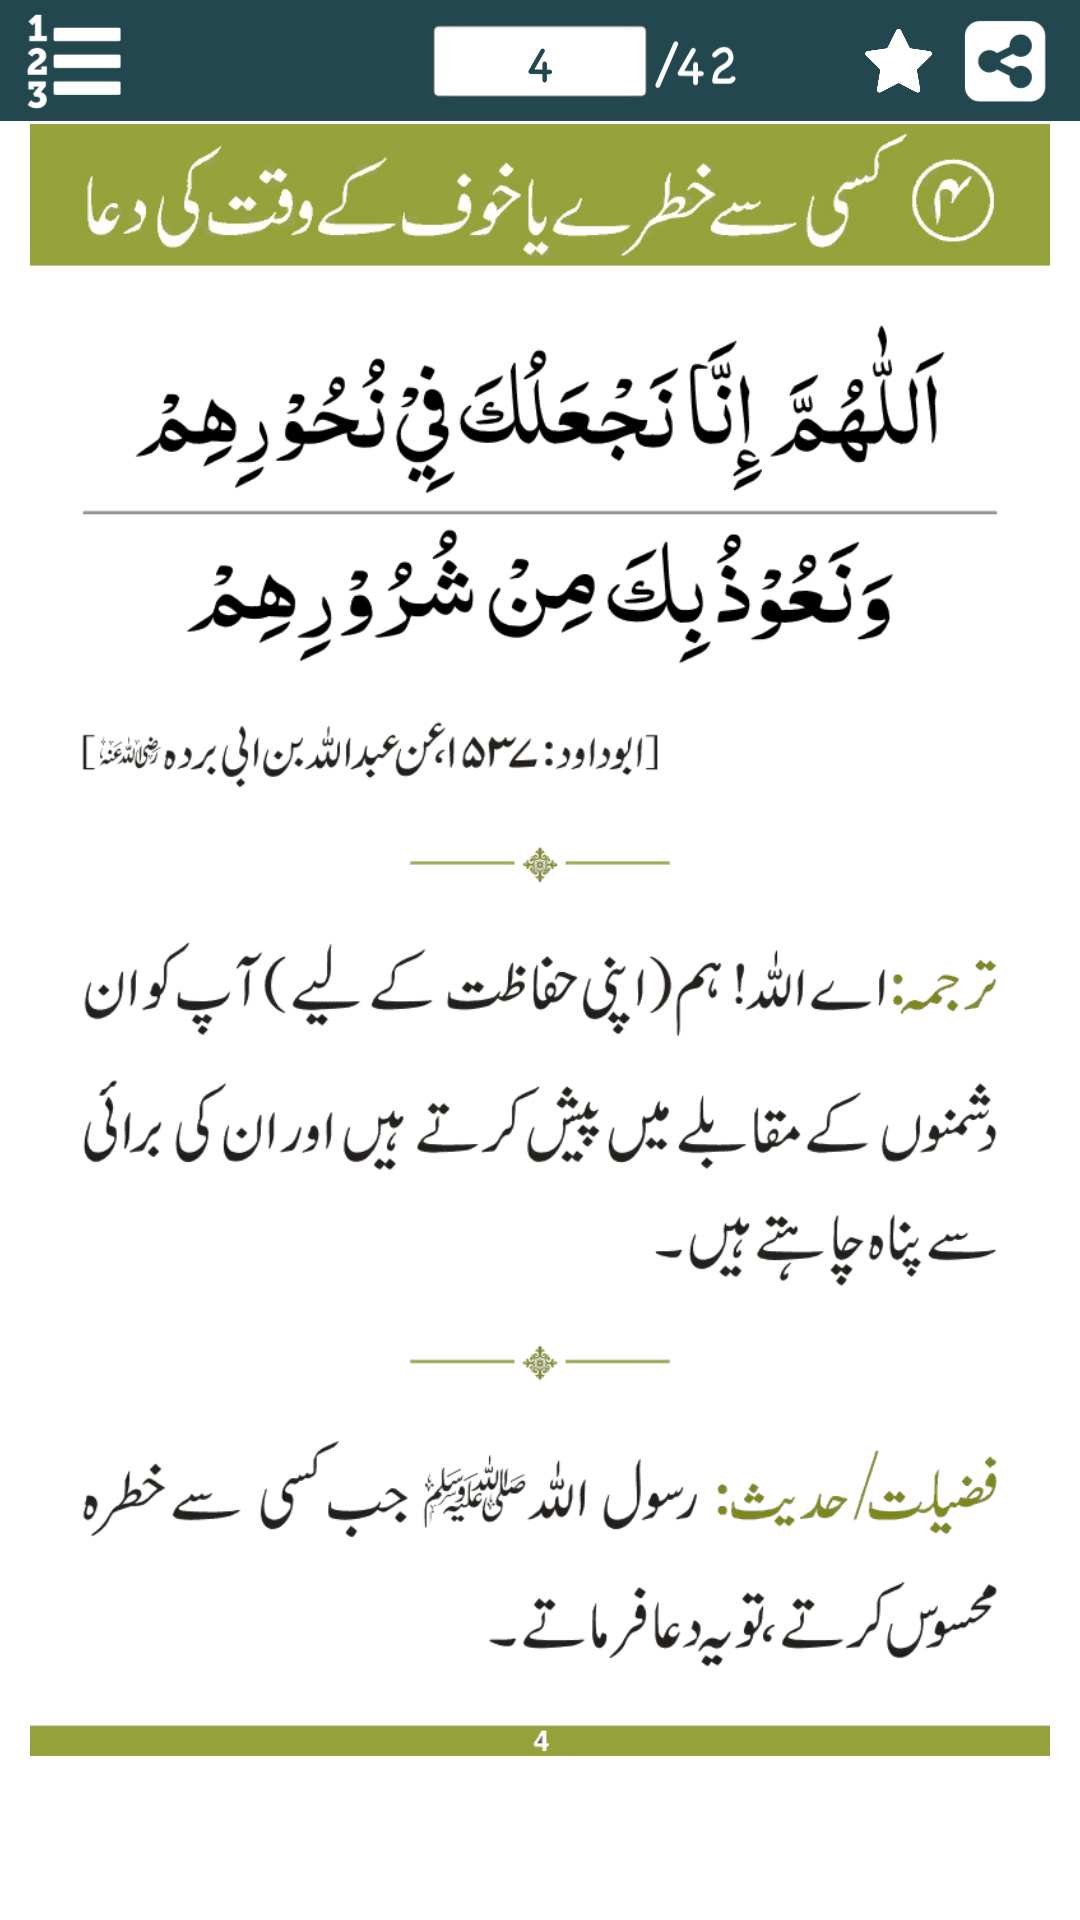 1
2
3
4
/42
۴ کسی سے خطرے یا خوف کے وقت کی دعا
اَللّٰهُمَّ إِنَّا نَجْعَلُكَ فِيْ نُحُوْرِهِمْ
وَنَعُوْذُ بِكَ مِنْ شُرُوْرِهِمْ
[ابوداود: ۱۵۳۷، عن عبداللہ بن ابی بردہ رضی اللہ عنہ]
ترجمہ: اے اللہ! ہم (اپنی حفاظت کے لیے) آپ کو ان
دشمنوں کے مقابلے میں پیش کرتے ہیں اور ان کی برائی
سے پناہ چاہتے ہیں۔
فضیلت/حدیث: رسول اللہ ﷺ جب کسی سے خطرہ
محسوس کرتے، تو یہ دعا فرماتے۔
4